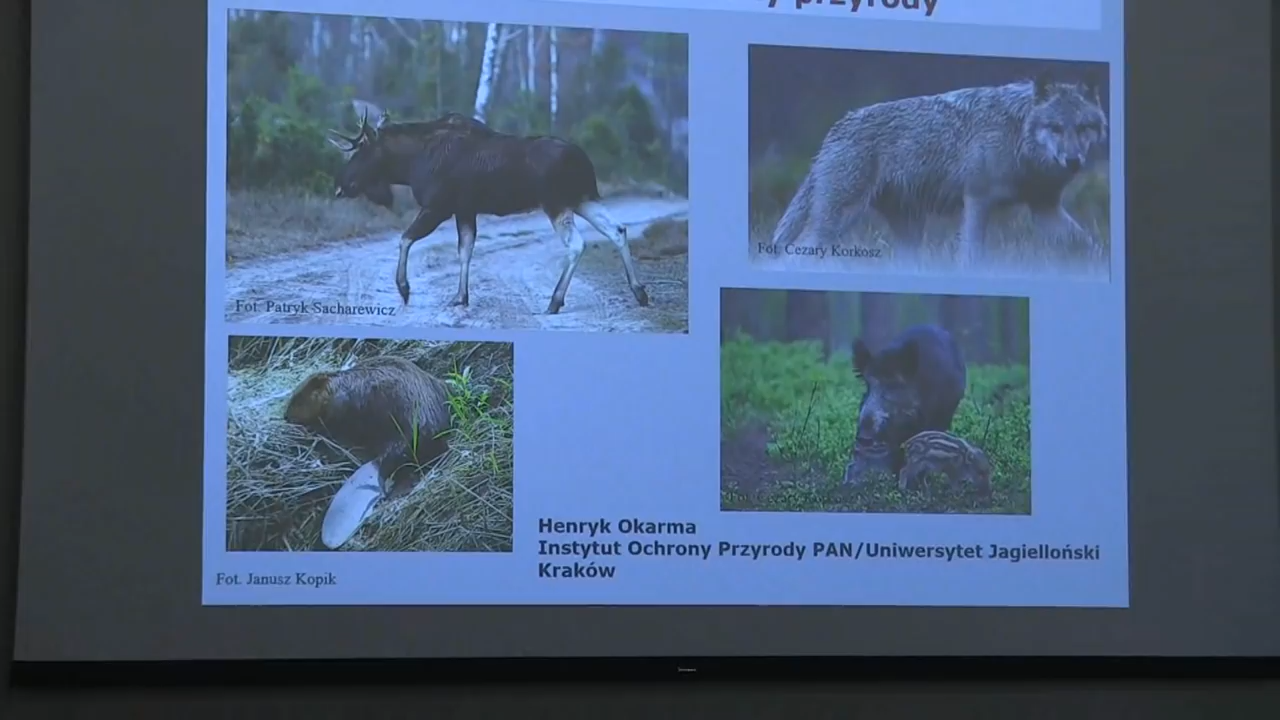 przyrody
Fot. Patryk Sacharewicz
Fot. Cezary Korkosz
Fot. Janusz Kopik
Henryk Okarma
Instytut Ochrony Przyrody PAN/Uniwersytet Jagielloński
Kraków